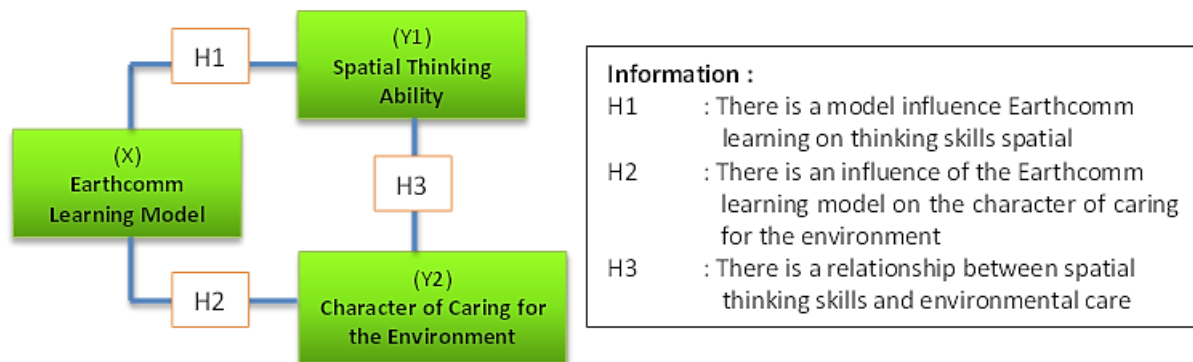 H1
(Y1)
Spatial Thinking
Ability
(X)
Earthcomm
Learning Model
H3
H2
(Y2)
Character of Caring for
the Environment
Information :
H1 : There is a model influence Earthcomm
learning on thinking skills spatial
H2 : There is an influence of the Earthcomm
learning model on the character of caring
for the environment
H3 : There is a relationship between spatial
thinking skills and environmental care